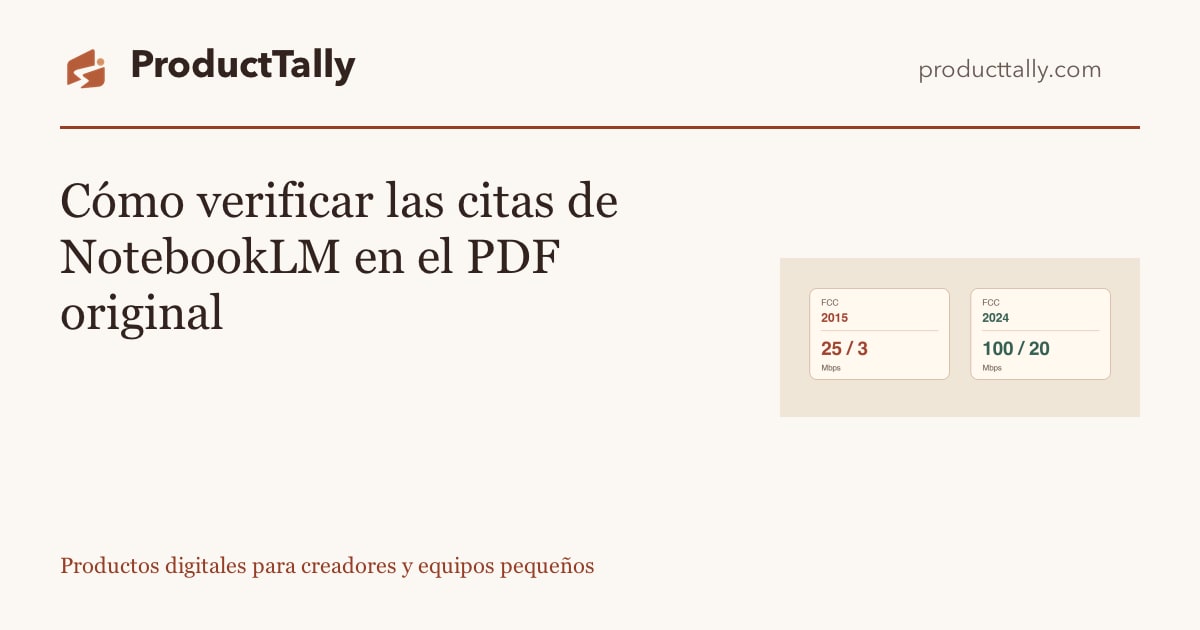 ProductTally
producttally.com
Cómo verificar las citas de
NotebookLM en el PDF
original
FCC
2015
25 / 3
Mbps
FCC
2024
100 / 20
Mbps
Productos digitales para creadores y equipos pequeños